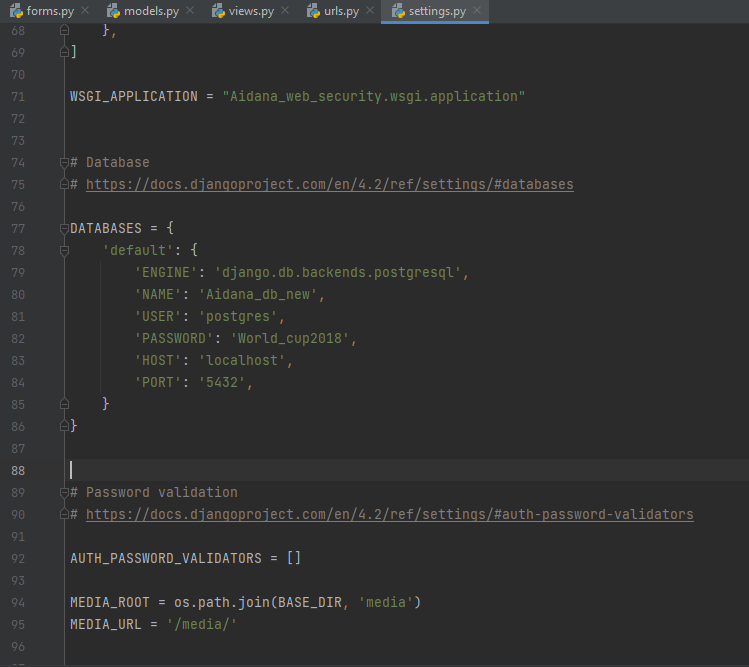 forms.py models.py views.py urls.py settings.py
68 },
69 ]
70
71 WSGI_APPLICATION = "Aidana_web_security.wsgi.application"
72
73
74 # Database
75 # https://docs.djangoproject.com/en/4.2/ref/settings/#databases
76
77 DATABASES = {
78 'default': {
79 'ENGINE': 'django.db.backends.postgresql',
80 'NAME': 'Aidana_db_new',
81 'USER': 'postgres',
82 'PASSWORD': 'World_cup2018',
83 'HOST': 'localhost',
84 'PORT': '5432',
85 }
86 }
87
88
89 # Password validation
90 # https://docs.djangoproject.com/en/4.2/ref/settings/#auth-password-validators
91
92 AUTH_PASSWORD_VALIDATORS = []
93
94 MEDIA_ROOT = os.path.join(BASE_DIR, 'media')
95 MEDIA_URL = '/media/'
96